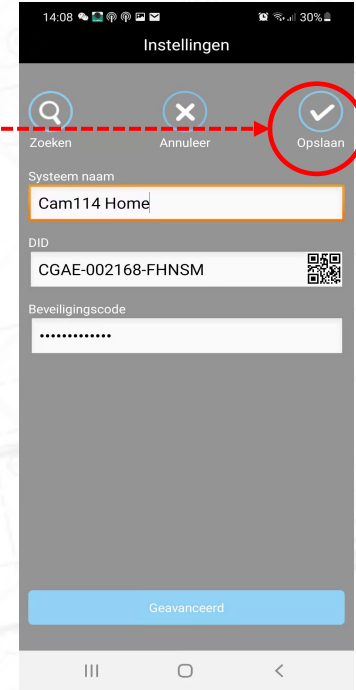 14:08 30%
Instellingen
Zoeken Annuleer Opslaan
Systeem naam
Cam114 Home
DID
CGAE-002168-FHNSM
Beveiligingscode
•••••••••••••
Geavanceerd